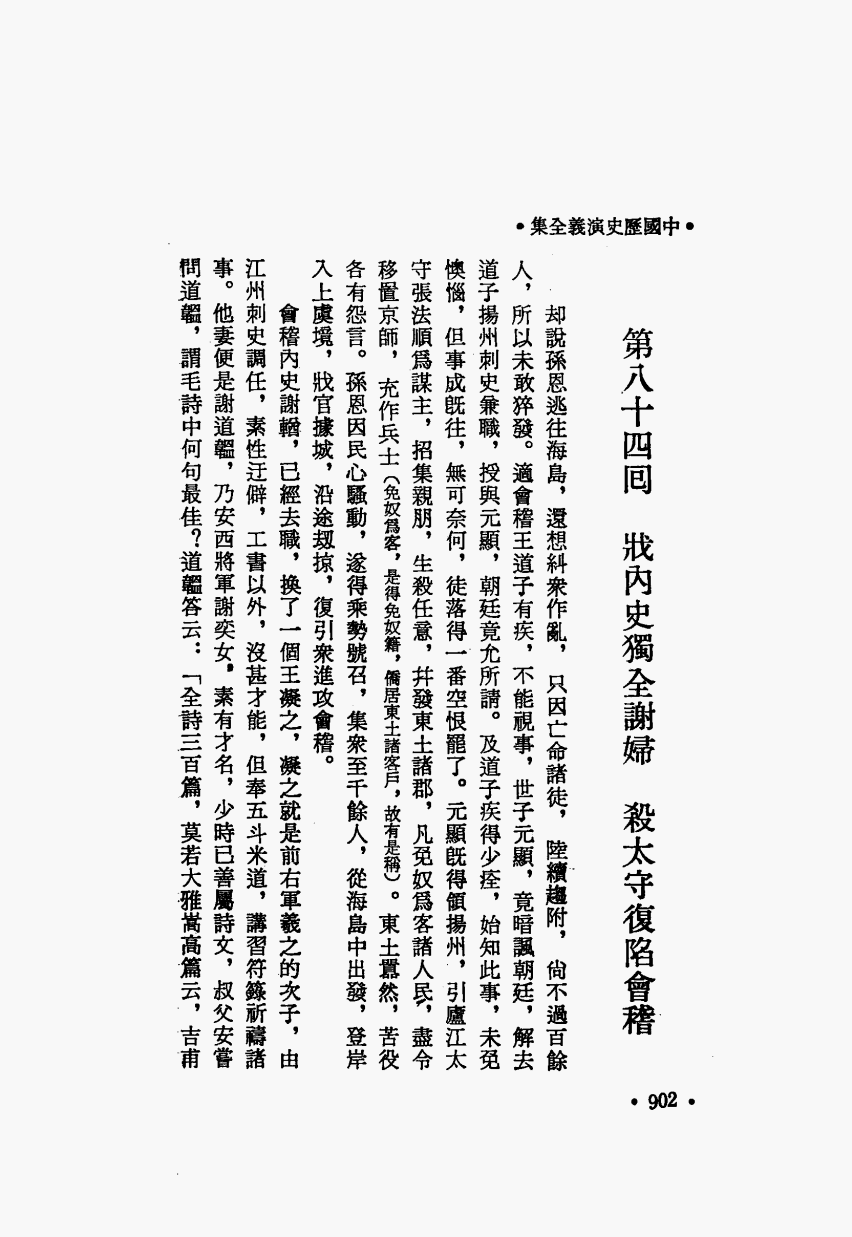 •中國歷史演義全集•
第八十四回　戕內史獨全謝婦　殺太守復陷會稽
却說孫恩逃往海島，還想糾衆作亂，只因亡命諸徒，陸續趨附，尙不過百餘
人，所以未敢猝發。適會稽王道子有疾，不能視事，世子元顯，竟暗諷朝廷，解去
道子揚州刺史兼職，授與元顯，朝廷竟允所請。及道子疾得少痊，始知此事，未免
懊惱，但事成旣往，無可奈何，徒落得一番空恨罷了。元顯旣得領揚州，引廬江太
守張法順爲謀主，招集親朋，生殺任意，幷發東土諸郡，凡免奴爲客諸人民，盡令
移置京師，充作兵士（免奴爲客，是得免奴籍，僑居東土諸客戶，故有是稱）。東土囂然，苦役
各有怨言。孫恩因民心騷動，遂得乘勢號召，集衆至千餘人，從海島中出發，登岸
入上虞境，戕官據城，沿途刼掠，復引衆進攻會稽。
會稽內史謝輶，已經去職，換了一個王凝之，凝之就是前右軍羲之的次子，由
江州刺史調任，素性迂僻，工書以外，沒甚才能，但奉五斗米道，講習符籙祈禱諸
事。他妻便是謝道韞，乃安西將軍謝奕女，素有才名，少時已善屬詩文，叔父安嘗
問道韞，謂毛詩中何句最佳？道韞答云：「全詩三百篇，莫若大雅嵩高篇云，吉甫
•902•